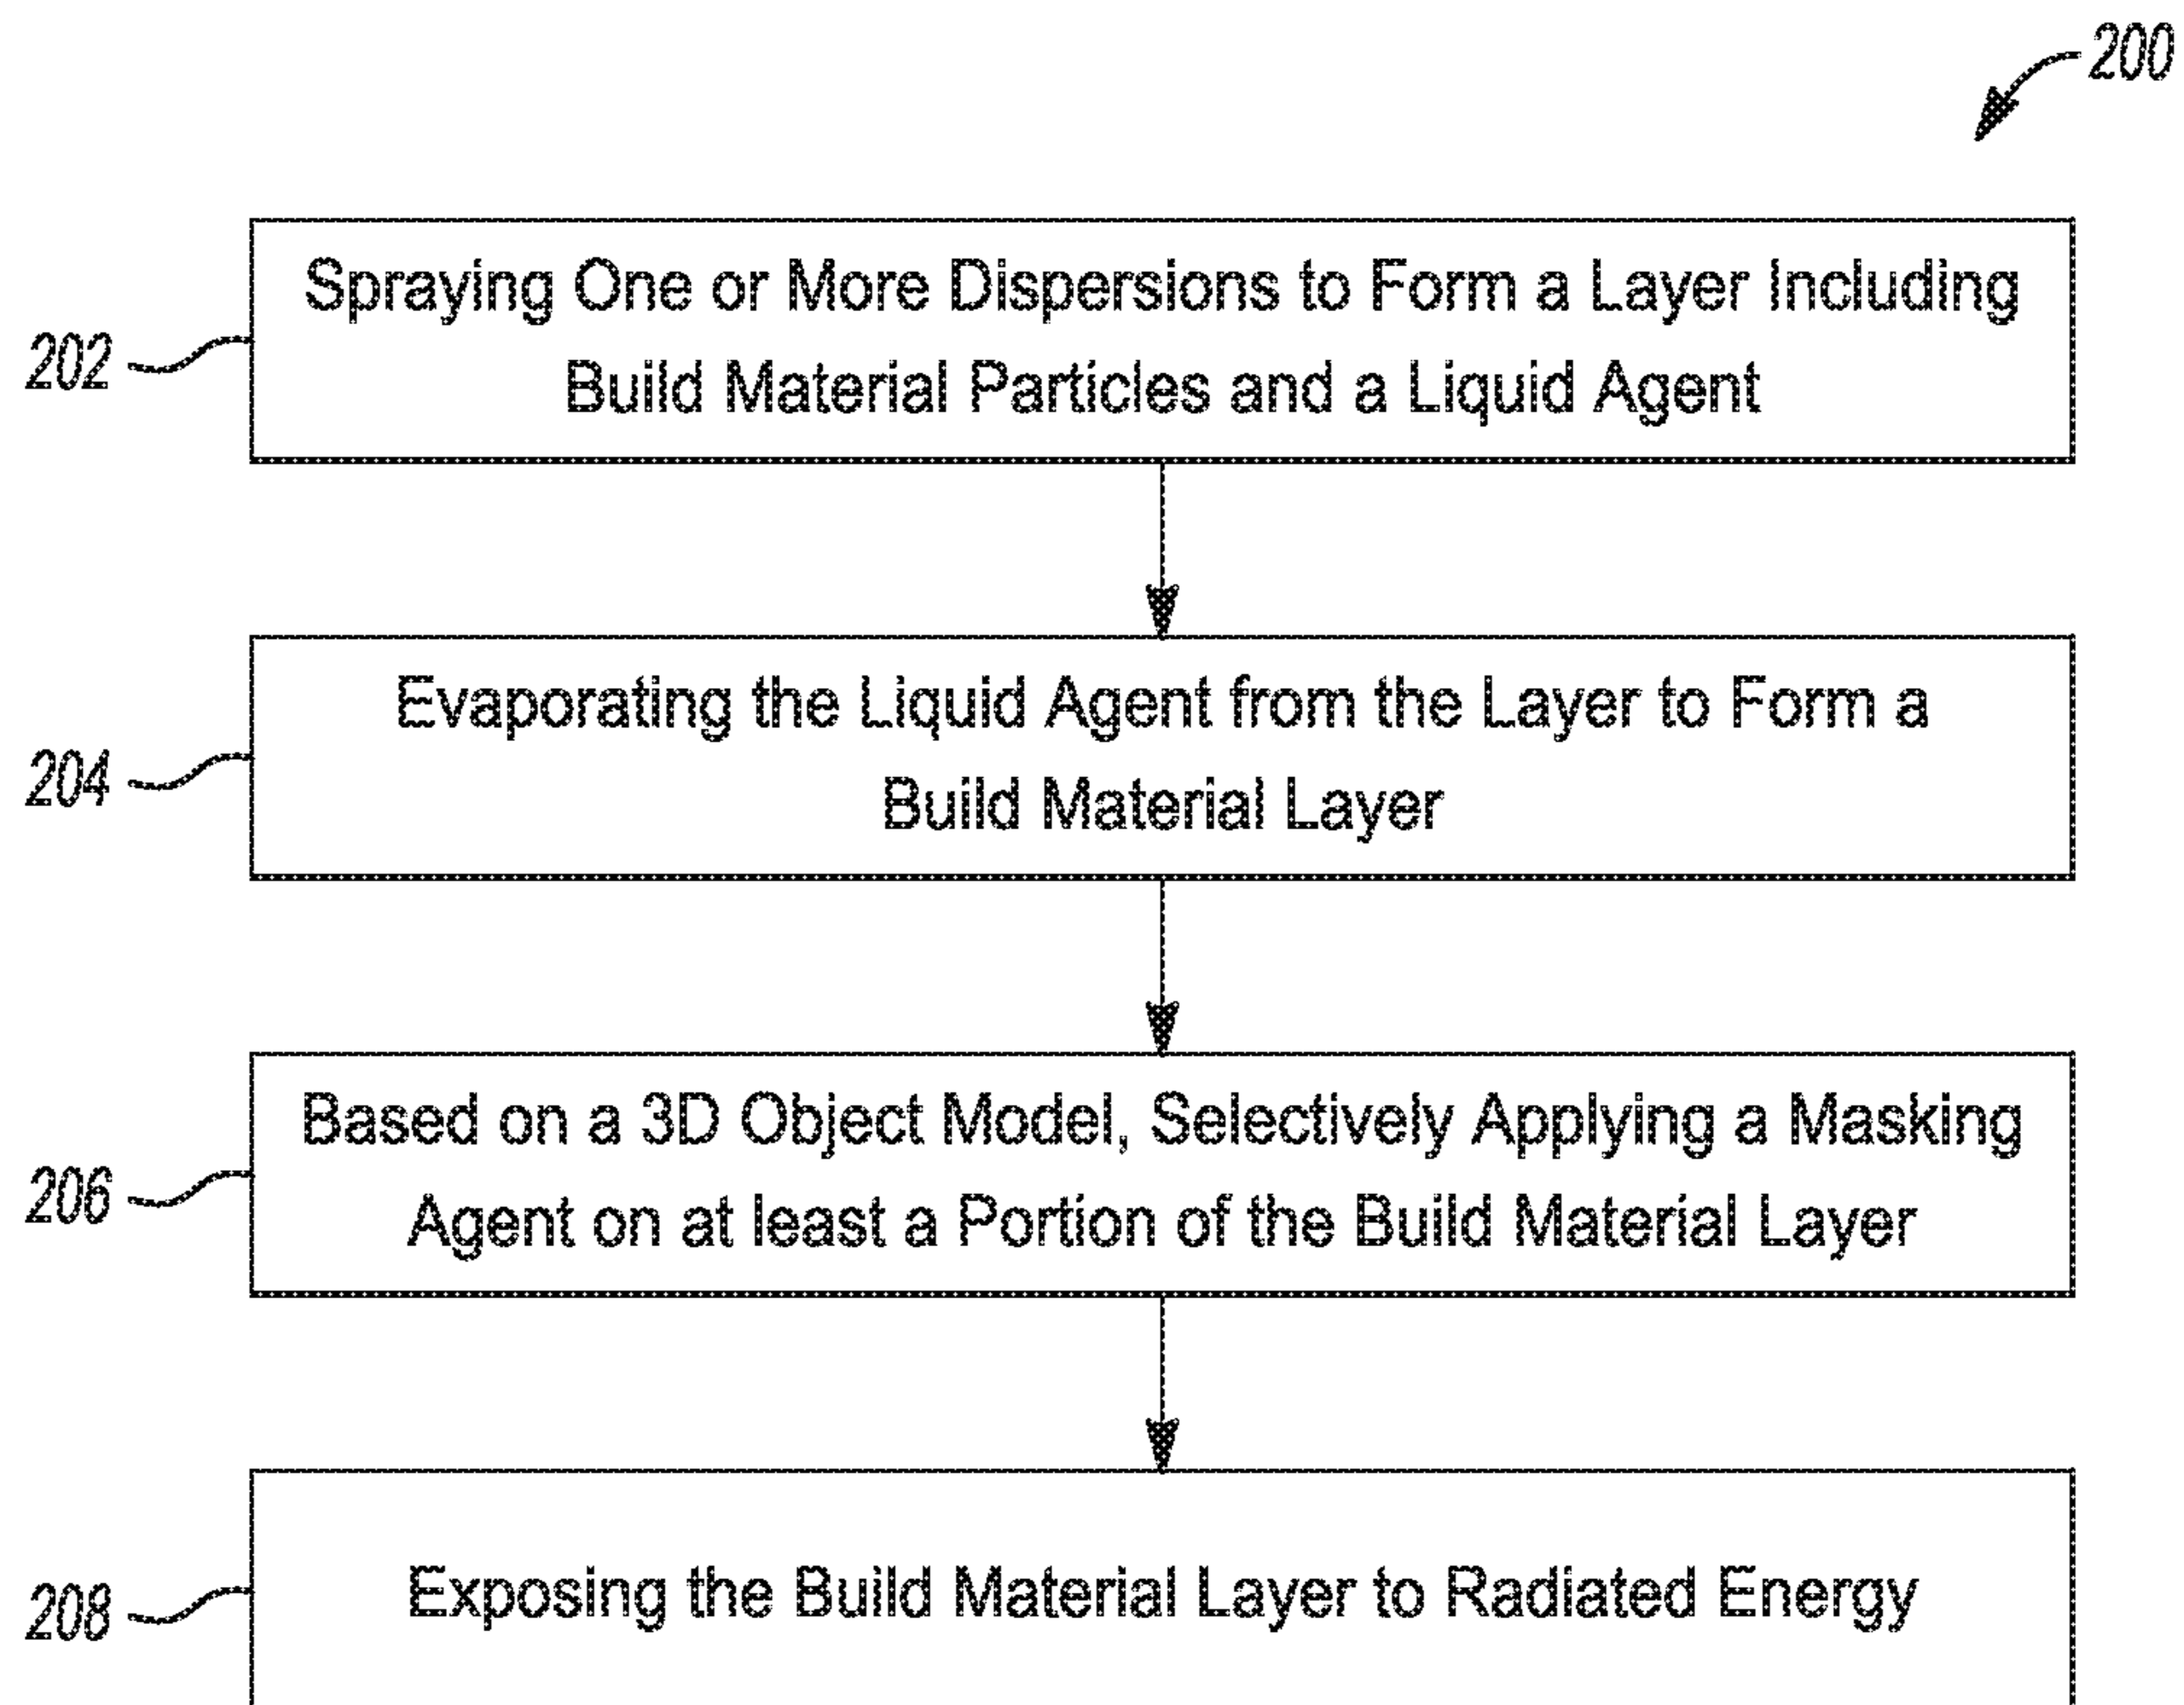 200
Spraying One or More Dispersions to Form a Layer Including
Build Material Particles and a Liquid Agent
202
Evaporating the Liquid Agent from the Layer to Form a
Build Material Layer
204
Based on a 3D Object Model, Selectively Applying a Masking
Agent on at least a Portion of the Build Material Layer
206
Exposing the Build Material Layer to Radiated Energy
208